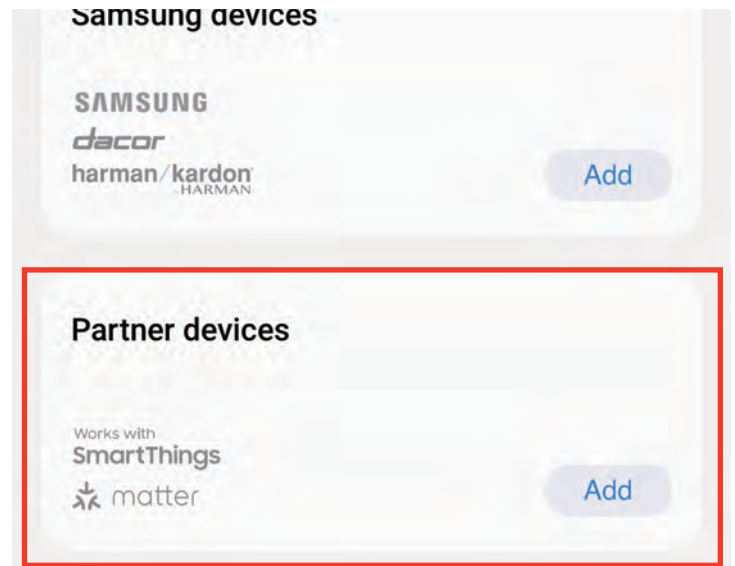 Samsung devices
SAMSUNG
dacor
harman/kardon
HARMAN
Add
Partner devices
Works with
SmartThings
matter
Add